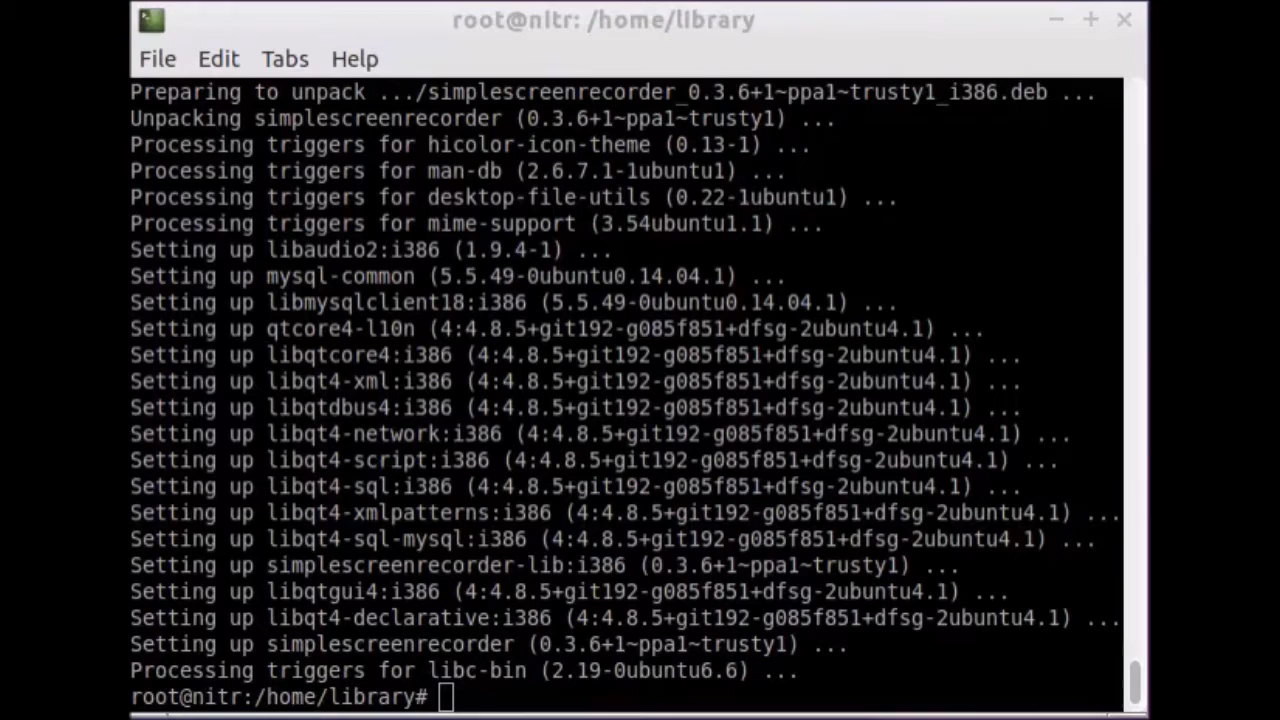 root@nitr: /home/library
File Edit Tabs Help
Preparing to unpack .../simplescreenrecorder_0.3.6+1~ppa1~trusty1_i386.deb ...
Unpacking simplescreenrecorder (0.3.6+1~ppa1~trusty1) ...
Processing triggers for hicolor-icon-theme (0.13-1) ...
Processing triggers for man-db (2.6.7.1-1ubuntu1) ...
Processing triggers for desktop-file-utils (0.22-1ubuntu1) ...
Processing triggers for mime-support (3.54ubuntu1.1) ...
Setting up libaudio2:i386 (1.9.4-1) ...
Setting up mysql-common (5.5.49-0ubuntu0.14.04.1) ...
Setting up libmysqlclient18:i386 (5.5.49-0ubuntu0.14.04.1) ...
Setting up qtcore4-l10n (4:4.8.5+git192-g085f851+dfsg-2ubuntu4.1) ...
Setting up libqtcore4:i386 (4:4.8.5+git192-g085f851+dfsg-2ubuntu4.1) ...
Setting up libqt4-xml:i386 (4:4.8.5+git192-g085f851+dfsg-2ubuntu4.1) ...
Setting up libqtdbus4:i386 (4:4.8.5+git192-g085f851+dfsg-2ubuntu4.1) ...
Setting up libqt4-network:i386 (4:4.8.5+git192-g085f851+dfsg-2ubuntu4.1) ...
Setting up libqt4-script:i386 (4:4.8.5+git192-g085f851+dfsg-2ubuntu4.1) ...
Setting up libqt4-sql:i386 (4:4.8.5+git192-g085f851+dfsg-2ubuntu4.1) ...
Setting up libqt4-xmlpatterns:i386 (4:4.8.5+git192-g085f851+dfsg-2ubuntu4.1) ...
Setting up libqt4-sql-mysql:i386 (4:4.8.5+git192-g085f851+dfsg-2ubuntu4.1) ...
Setting up simplescreenrecorder-lib:i386 (0.3.6+1~ppa1~trusty1) ...
Setting up libqtgui4:i386 (4:4.8.5+git192-g085f851+dfsg-2ubuntu4.1) ...
Setting up libqt4-declarative:i386 (4:4.8.5+git192-g085f851+dfsg-2ubuntu4.1) ...
Setting up simplescreenrecorder (0.3.6+1~ppa1~trusty1) ...
Processing triggers for libc-bin (2.19-0ubuntu6.6) ...
root@nitr:/home/library#